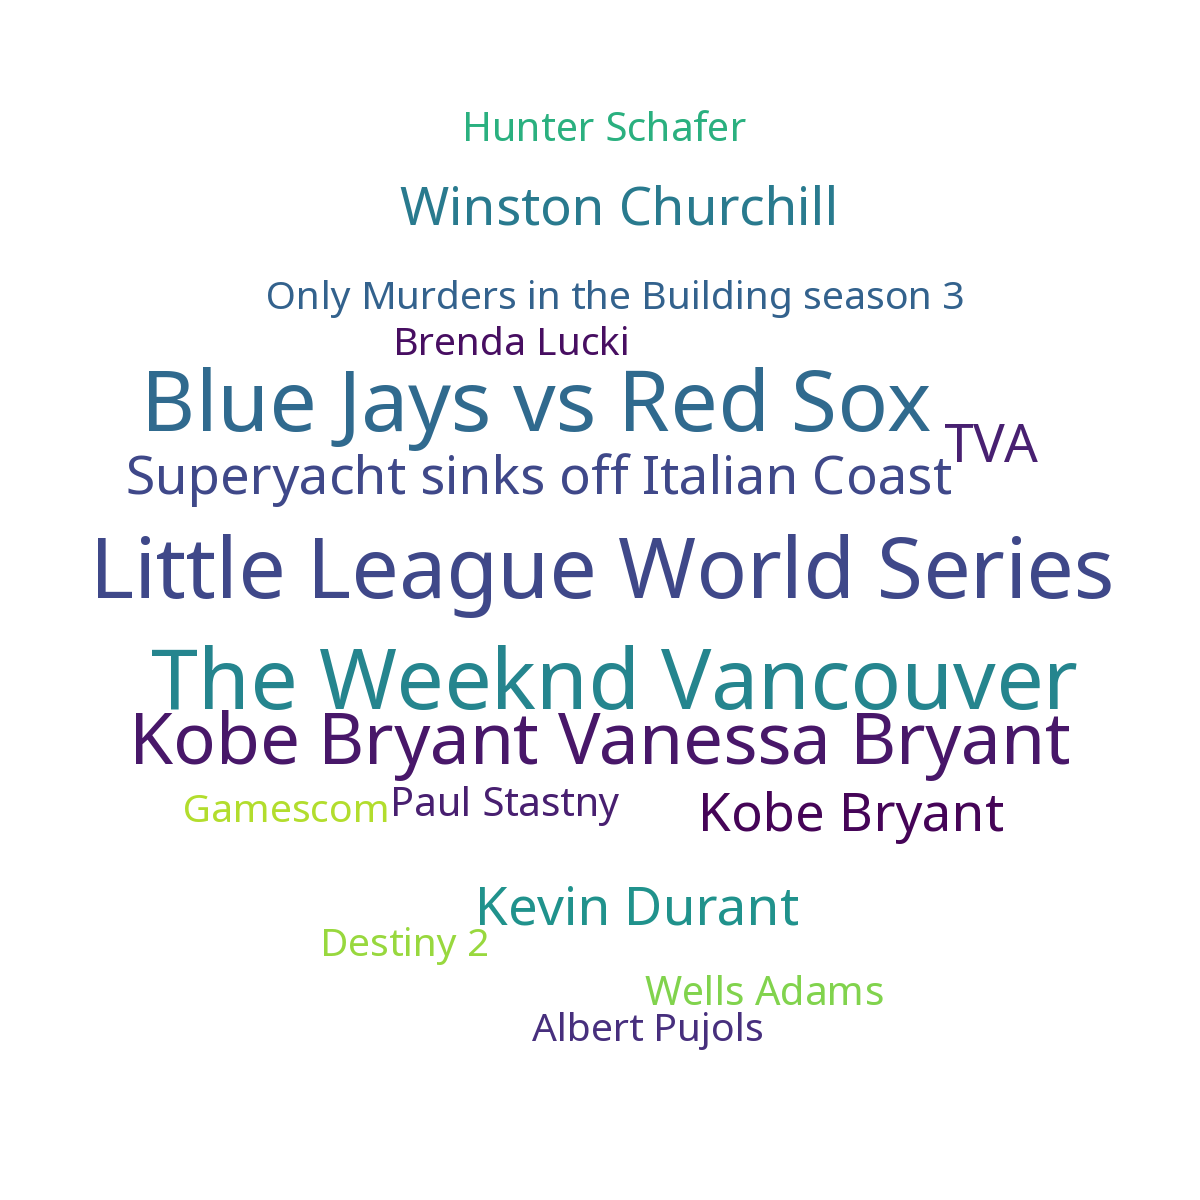 Hunter Schafer
Winston Churchill
Only Murders in the Building season 3
Brenda Lucki
Blue Jays vs Red Sox
TVA
Superyacht sinks off Italian Coast
Little League World Series
The Weeknd Vancouver
Kobe Bryant Vanessa Bryant
Gamescom
Paul Stastny
Kobe Bryant
Kevin Durant
Destiny 2
Wells Adams
Albert Pujols